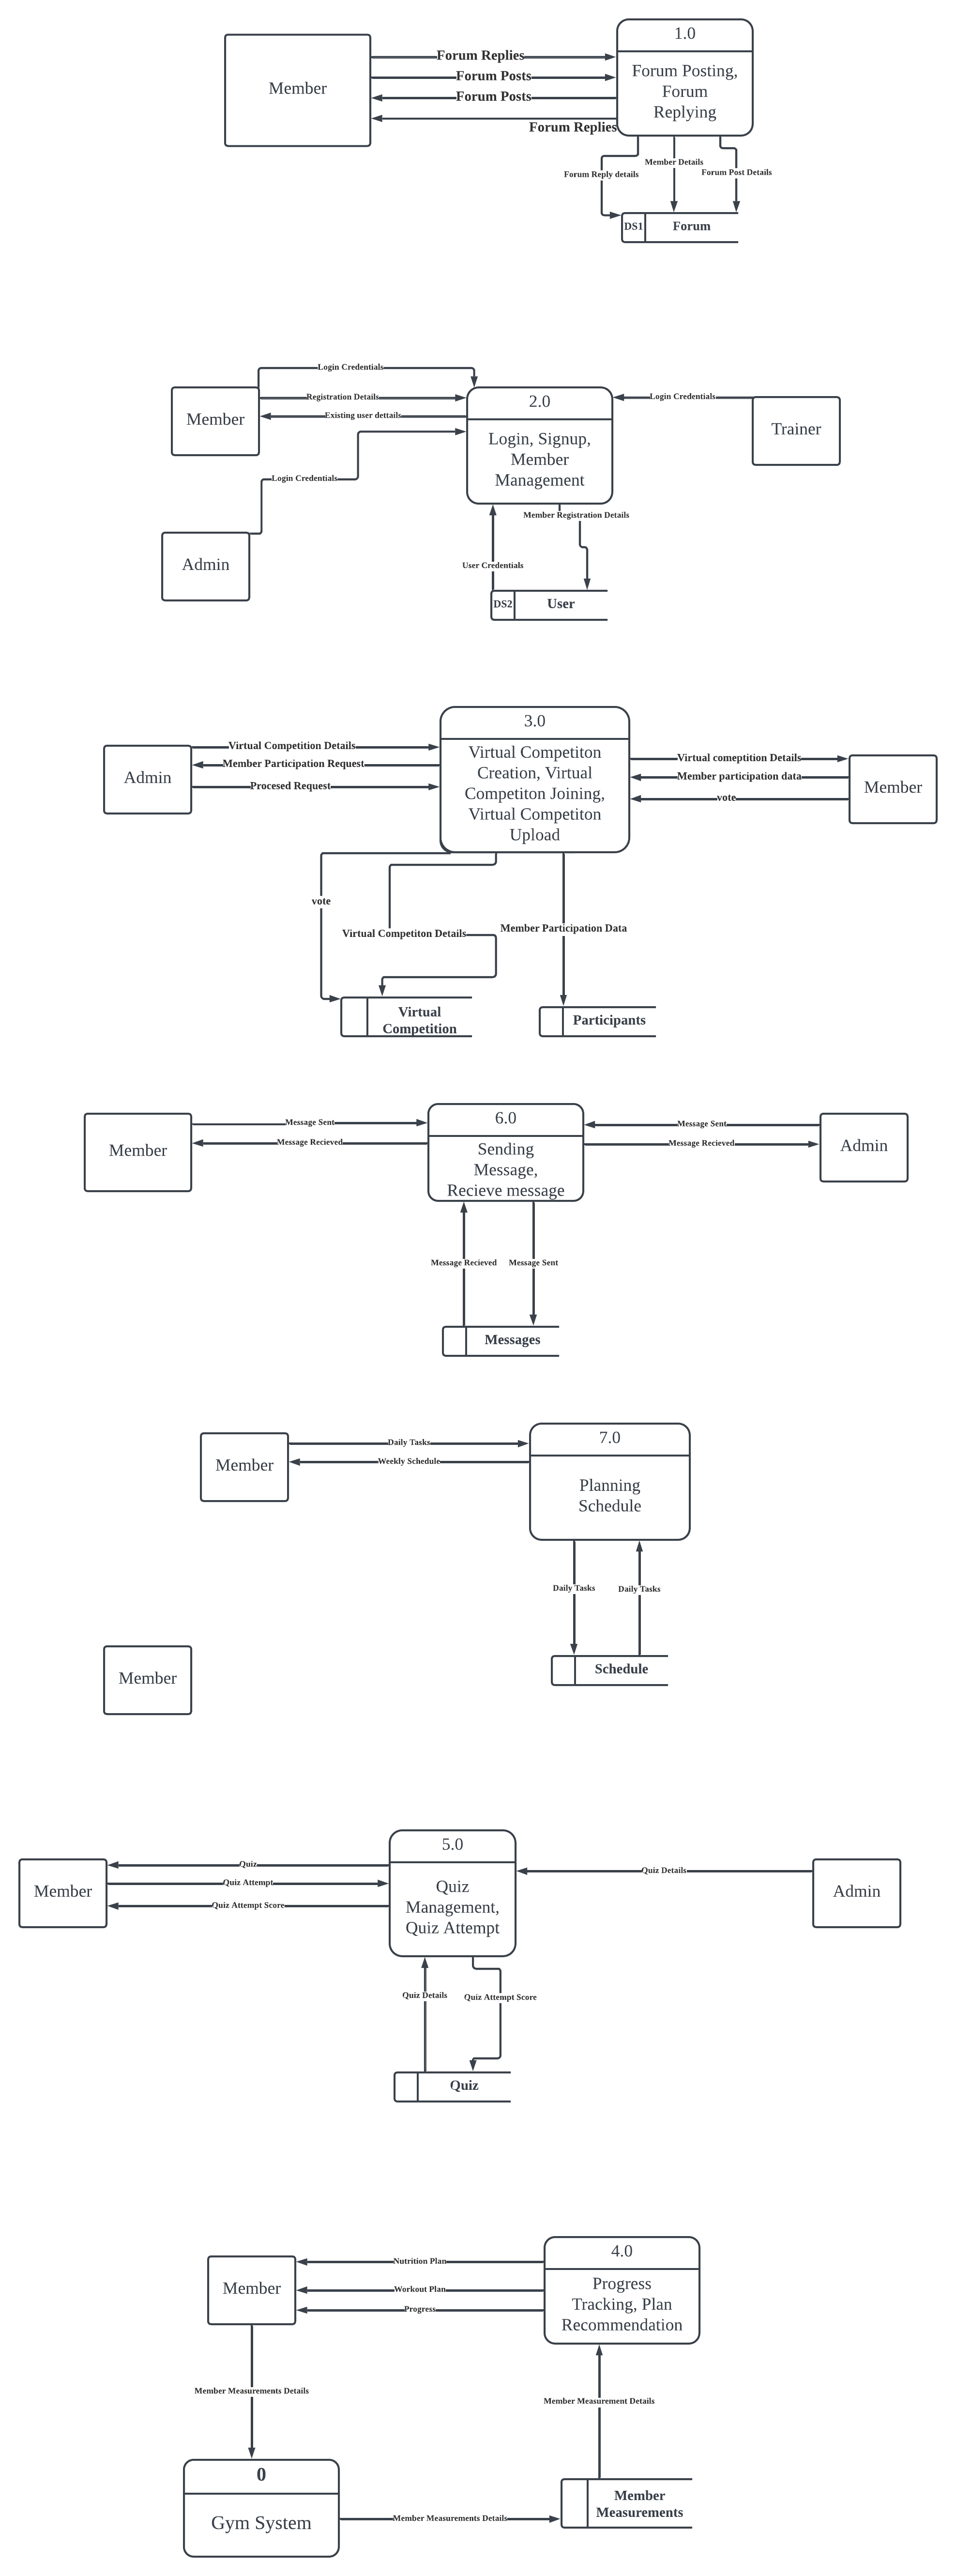 1.0
Member
Forum Posting,
Forum
Replying
Forum Replies
Forum Posts
Forum Posts
Forum Replies
Forum Reply details
Member Details
Forum Post Details
DS1
Forum
Login Credentials
Member
Registration Details
Existing user dettails
2.0
Login, Signup,
Member
Management
Login Credentials
Trainer
Login Credentials
Admin
Member Registration Details
User Credentials
DS2
User
3.0
Virtual Competiton
Creation, Virtual
Competiton Joining,
Virtual Competiton
Upload
Admin
Virtual Competition Details
Member Participation Request
Procesed Request
Virtual comeptition Details
Member participation data
vote
Member
vote
Virtual Competiton Details
Member Participation Data
Virtual
Competition
Participants
6.0
Sending
Message,
Recieve message
Member
Message Sent
Message Recieved
Message Sent
Message Recieved
Admin
Message Recieved
Message Sent
Messages
Member
Daily Tasks
Weekly Schedule
7.0
Planning
Schedule
Daily Tasks
Daily Tasks
Schedule
Member
5.0
Quiz
Management,
Quiz Attempt
Member
Quiz
Quiz Attempt
Quiz Attempt Score
Quiz Details
Admin
Quiz Details
Quiz Attempt Score
Quiz
4.0
Progress
Tracking, Plan
Recommendation
Member
Nutrition Plan
Workout Plan
Progress
Member Measurements Details
Member Measurement Details
0
Gym System
Member Measurements Details
Member
Measurements